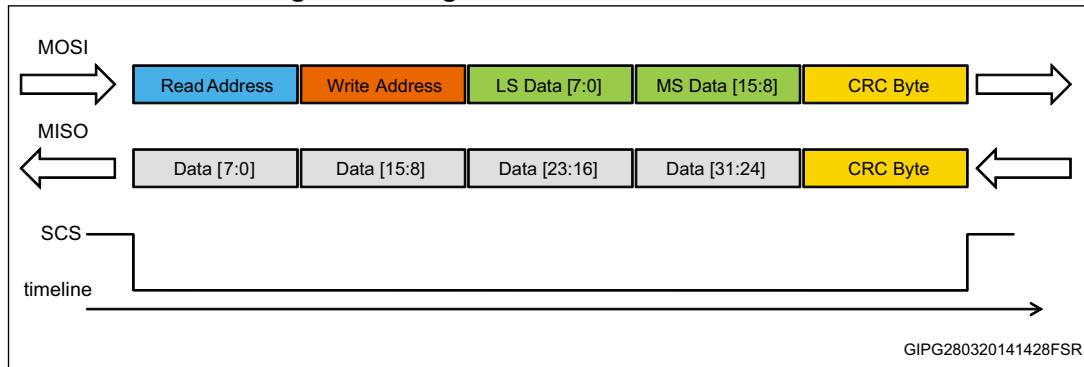 MOSI
Read Address Write Address LS Data [7:0] MS Data [15:8] CRC Byte
MISO
Data [7:0] Data [15:8] Data [23:16] Data [31:24] CRC Byte
SCS
timeline
GIPG280320141428FSR